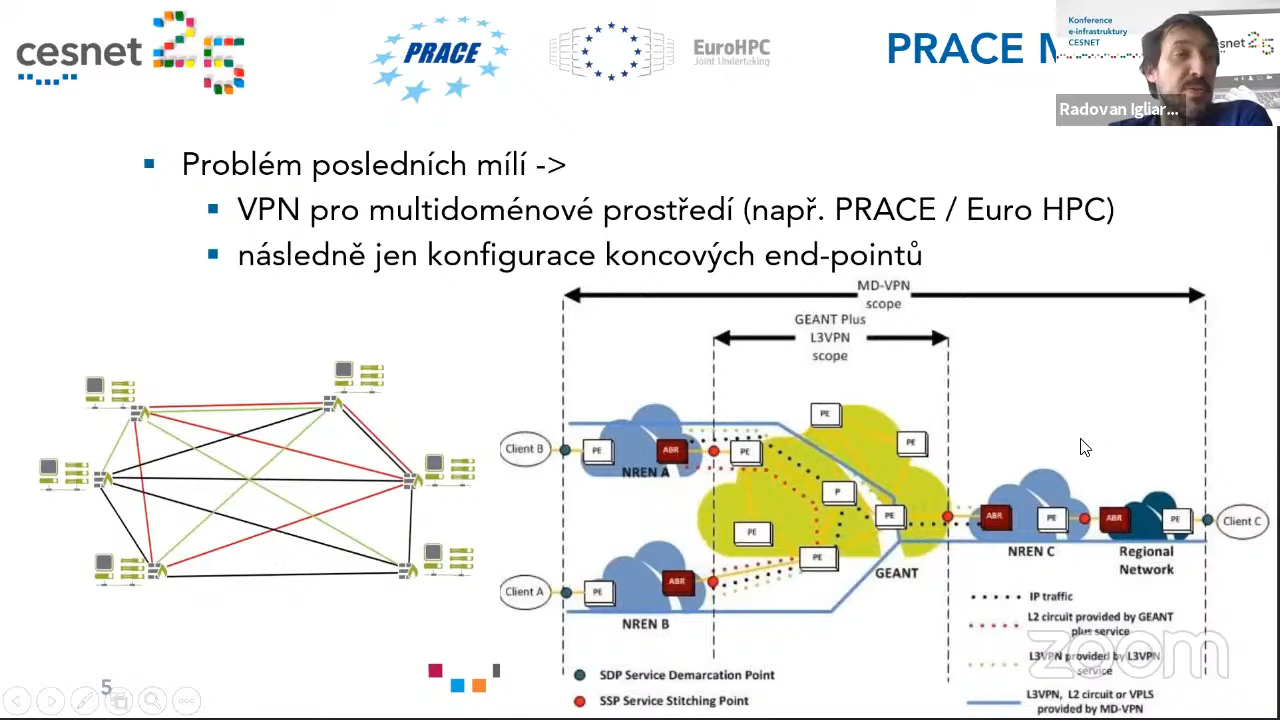 cesnet
PRACE
EuroHPC
Joint Undertaking
PRACE M
Konference
e-infrastruktury
CESNET
cesnet
Radovan Igliar...
Problém posledních mílí ->
VPN pro multidoménové prostředí (např. PRACE / Euro HPC)
následně jen konfigurace koncových end-pointů
MD-VPN
scope
GEANT Plus
L3VPN
scope
PE
PE
Client B
PE
ABR
PE
NREN A
P
PE
ABR
PE
ABR
PE
Client C
PE
PE
NREN C
Regional
Network
GEANT
Client A
PE
ABR
NREN B
IP traffic
L2 circuit provided by GEANT
plus service
L3VPN provided by L3VPN
service
zoom
SDP Service Demarcation Point
SSP Service Stitching Point
L3VPN, L2 circuit or VPLS
provided by MD-VPN
5